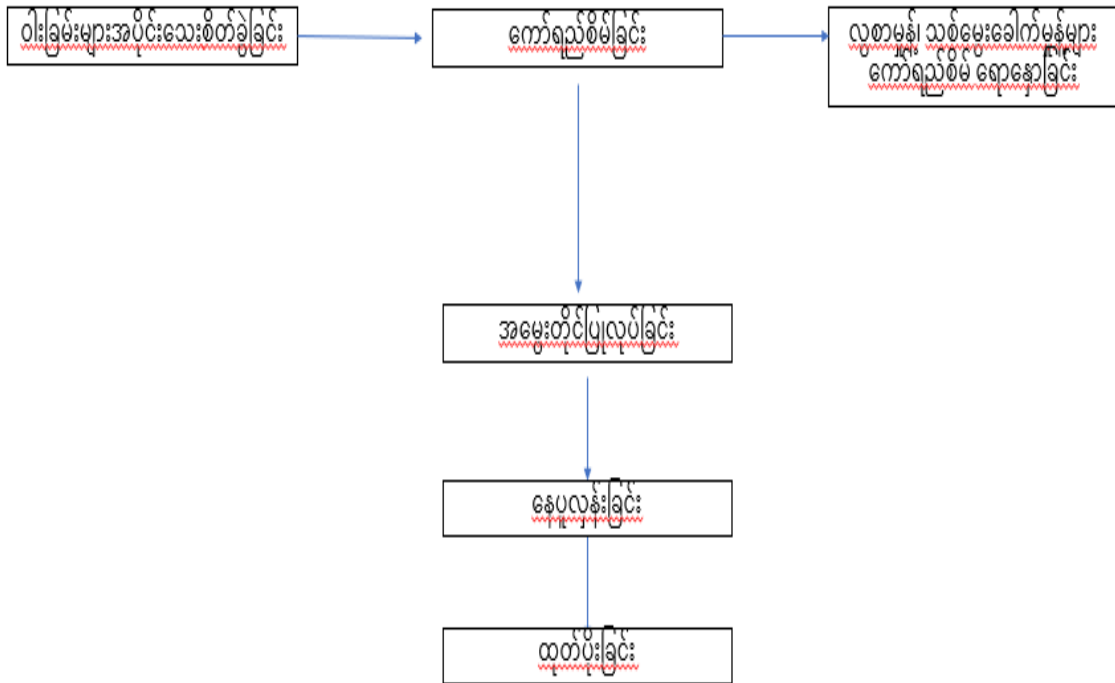 ဝါးခြမ်းများအပိုင်းသေးစိတ်ခွဲခြင်း
ကော်ရည်စိမ်ခြင်း
လွှစာမှုန့်၊ သစ်မွှေးခေါက်မှုန့်များ
ကော်ရည်စိမ် ရောနှောခြင်း
အမွှေးတိုင်ပြုလုပ်ခြင်း
နေပူလှန်းခြင်း
ထုတ်ပိုးခြင်း